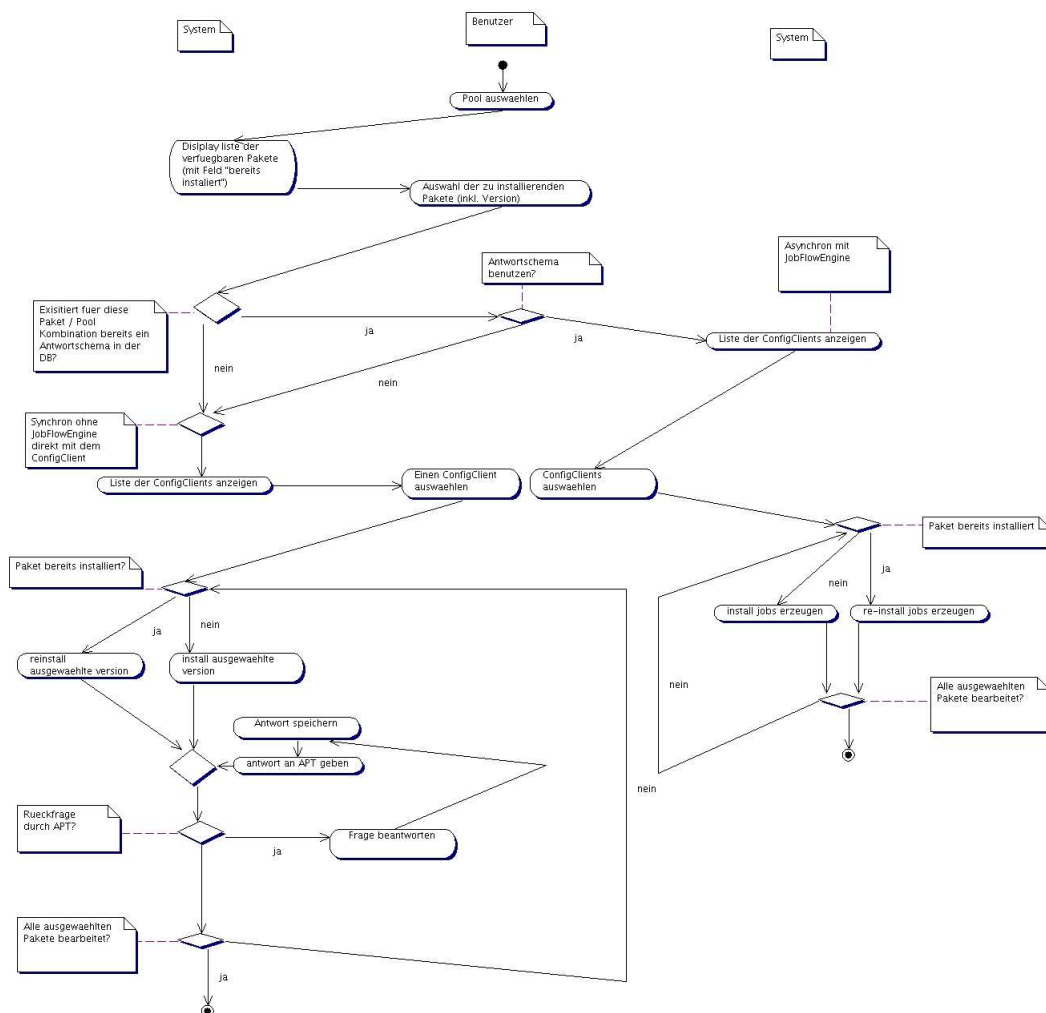 System
Benutzer
System
Pool auswaehlen
Dislplay liste der
verfuegbaren Pakete
(mit Feld "bereits
instaliert")
Auswahl der zu installierenden
Pakete (inkl. Version)
Asynchron mit
JobFlowEngine
Antwortschema
benutzen?
Exisitiert fuer diese
Paket / Pool
Kombination bereits ein
Antwortschema in der
DB?
ja
ja
Liste der ConfigClients anzeigen
nein
nein
Synchron ohne
JobFlowEngine
direkt mit dem
ConfigClient
Liste der ConfigClients anzeigen
Einen ConfigClient
auswaehlen
ConfigClients
auswaehlen
Paket bereits installiert
Paket bereits installiert?
nein
ja
install jobs erzeugen
re-install jobs erzeugen
ja
nein
reinstall
ausgewaehlte version
install ausgewaehlte
version
nein
Alle ausgewaehlten
Pakete bearbeitet?
Antwort speichern
antwort an APT geben
nein
Rueckfrage
durch APT?
ja
Frage beantworten
Alle ausgewaehlten
Pakete bearbeitet?
ja